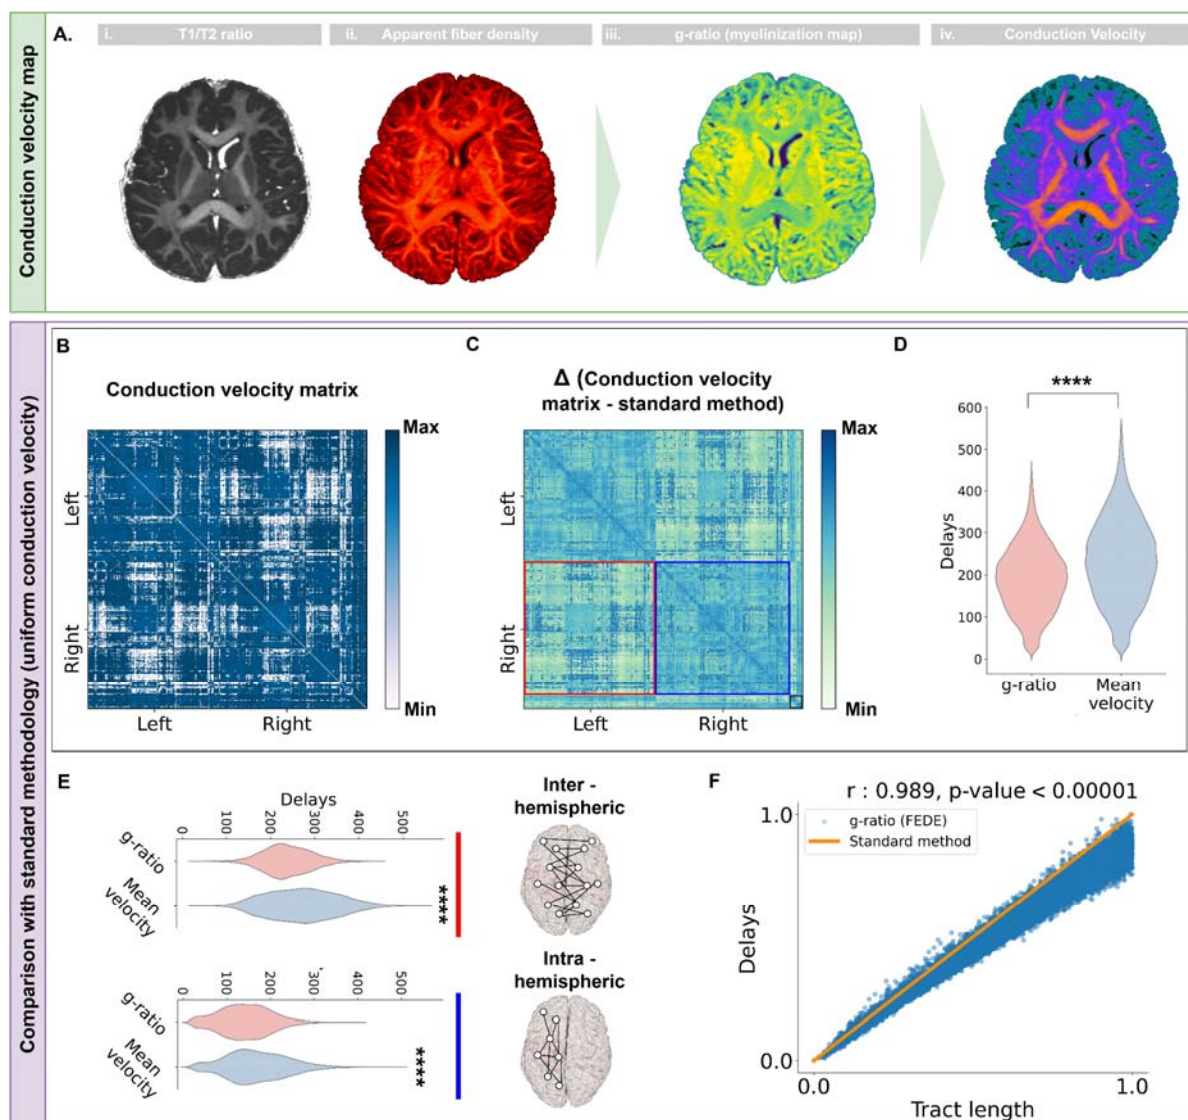 Conduction velocity map
A.
i. T1/T2 ratio
ii. Apparent fiber density
iii. g-ratio (myelinization map)
iv. Conduction Velocity
Comparison with standard methodology (uniform conduction velocity)
B
Conduction velocity matrix
Max
Min
Left
Right
Left
Right
C
Δ (Conduction velocity
matrix - standard method)
Max
Min
Left
Right
Left
Right
D
****
600
500
400
300
200
100
0
Delays
g-ratio
Mean
velocity
E
Delays
0
100
200
300
400
500
g-ratio
Mean
velocity
****
Inter -
hemispheric
0
100
200
300
400
500
g-ratio
Mean
velocity
****
Intra -
hemispheric
F
r : 0.989, p-value < 0.00001
1.0
g-ratio (FEDE)
Standard method
Delays
0.0
0.0
1.0
Tract length